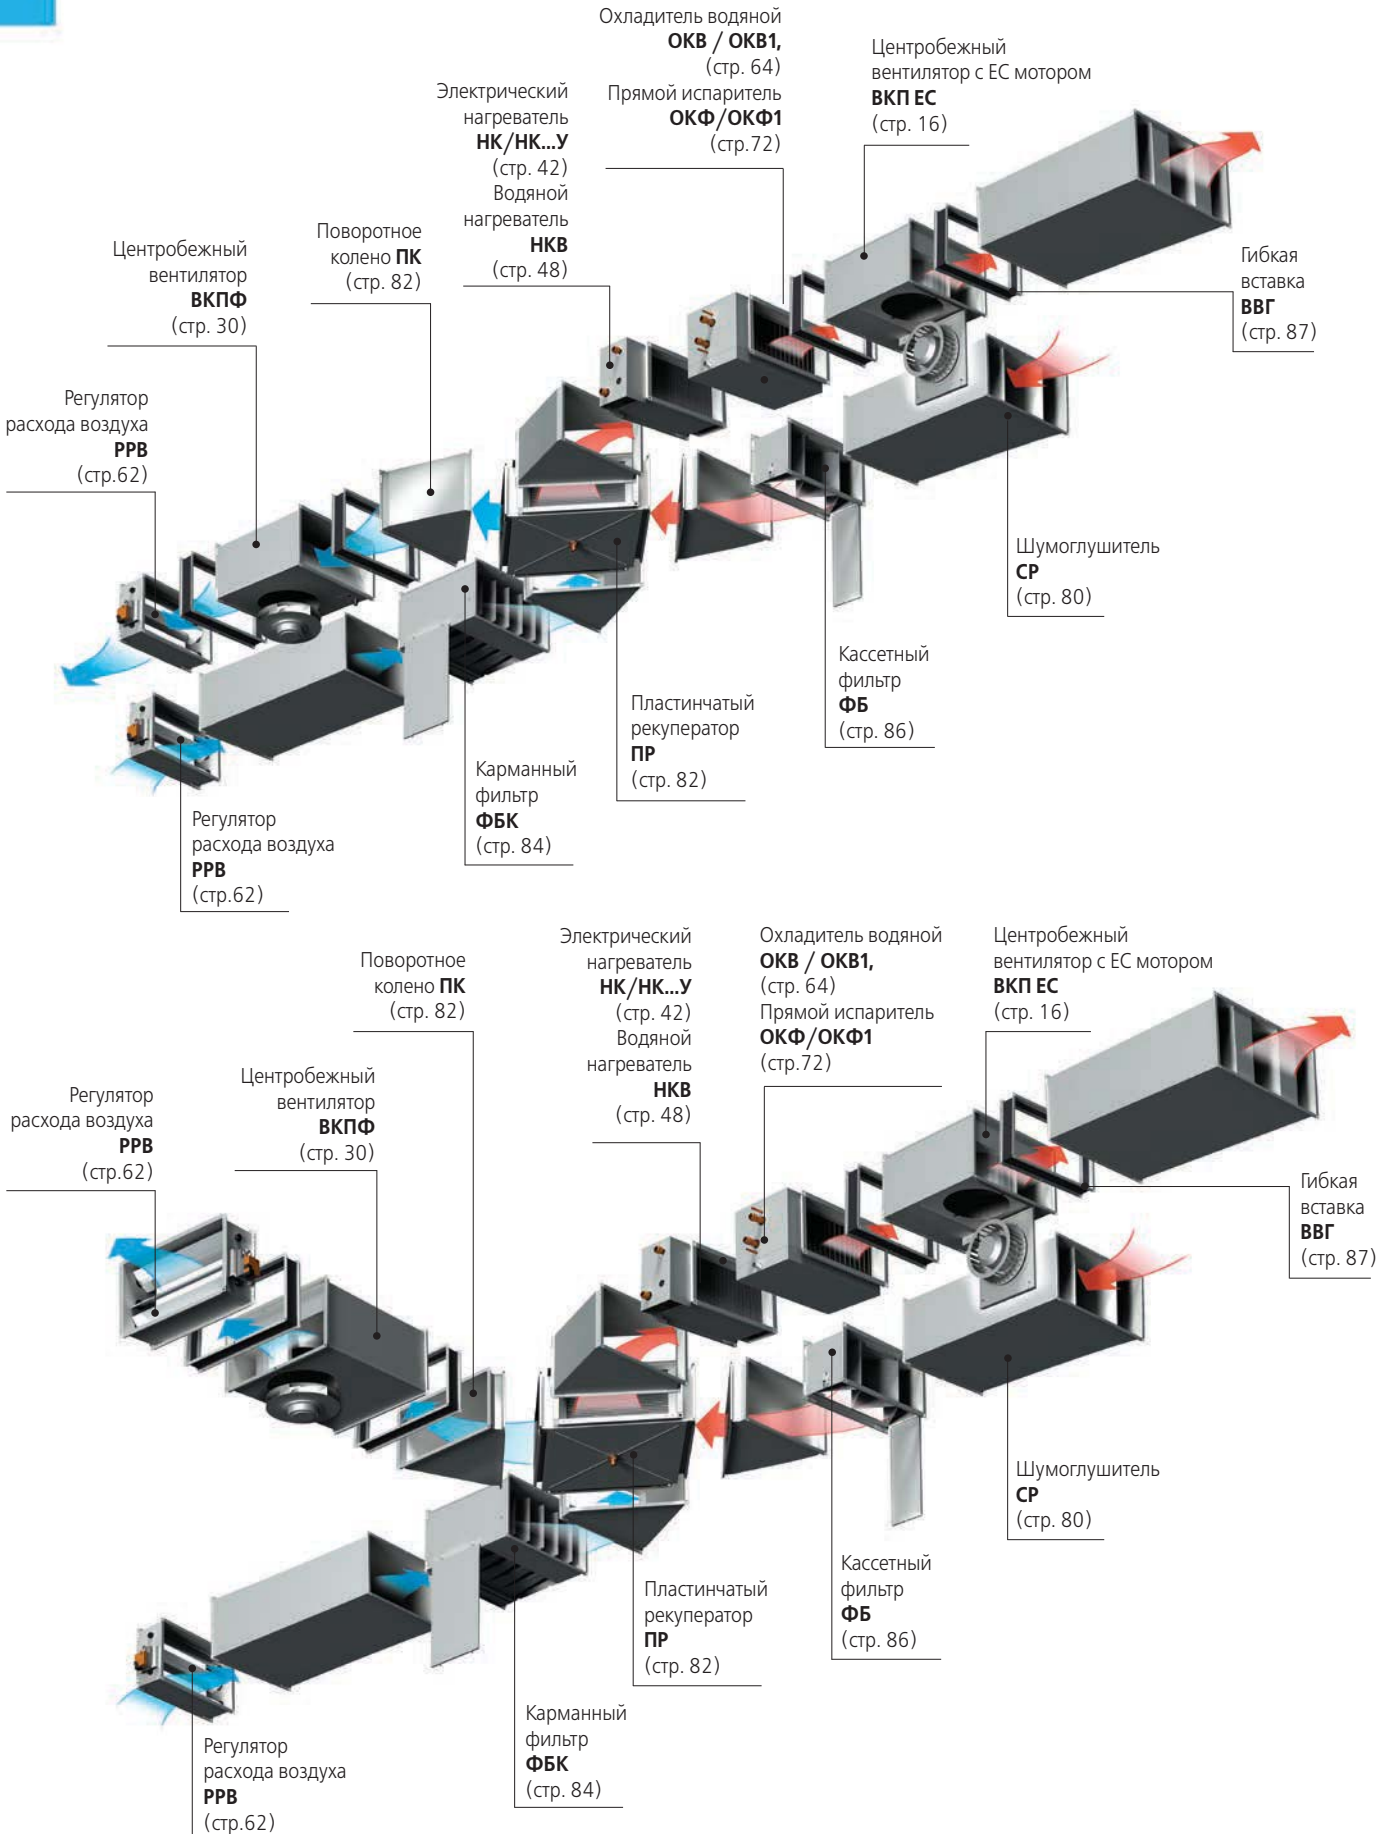 Охладитель водяной
ОКВ / ОКВ1,
(стр. 64)
Прямой испаритель
ОКФ/ОКФ1
(стр.72)
Центробежный
вентилятор с ЕС мотором
ВКП ЕС
(стр. 16)
Электрический
нагреватель
НК/НК...У
(стр. 42)
Водяной
нагреватель
НКВ
(стр. 48)
Поворотное
колено ПК
(стр. 82)
Центробежный
вентилятор
ВКПФ
(стр. 30)
Гибкая
вставка
ВВГ
(стр. 87)
Регулятор
расхода воздуха
РРВ
(стр.62)
Шумоглушитель
СР
(стр. 80)
Кассетный
фильтр
ФБ
(стр. 86)
Пластинчатый
рекуператор
ПР
(стр. 82)
Карманный
фильтр
ФБК
(стр. 84)
Регулятор
расхода воздуха
РРВ
(стр.62)
Электрический
нагреватель
НК/НК...У
(стр. 42)
Водяной
нагреватель
НКВ
(стр. 48)
Охладитель водяной
ОКВ / ОКВ1,
(стр. 64)
Прямой испаритель
ОКФ/ОКФ1
(стр.72)
Центробежный
вентилятор с ЕС мотором
ВКП ЕС
(стр. 16)
Поворотное
колено ПК
(стр. 82)
Центробежный
вентилятор
ВКПФ
(стр. 30)
Регулятор
расхода воздуха
РРВ
(стр.62)
Гибкая
вставка
ВВГ
(стр. 87)
Шумоглушитель
СР
(стр. 80)
Кассетный
фильтр
ФБ
(стр. 86)
Пластинчатый
рекуператор
ПР
(стр. 82)
Карманный
фильтр
ФБК
(стр. 84)
Регулятор
расхода воздуха
РРВ
(стр.62)